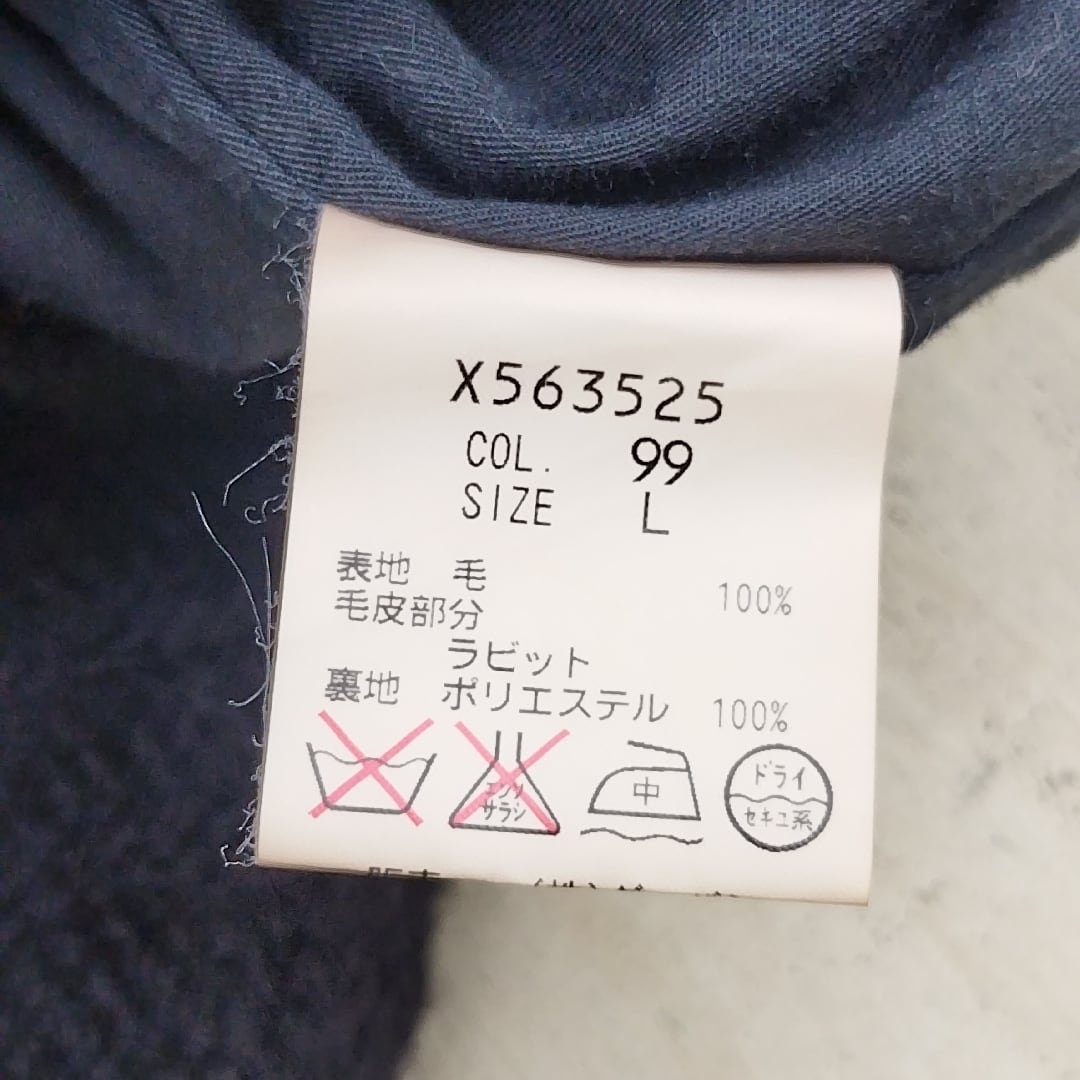 X563525
COL. 99
SIZE L
表地 毛 100%
毛皮部分
ラビット
裏地 ポリエステル 100%
エンソ
サラシ
中
ドライ
セキユ系